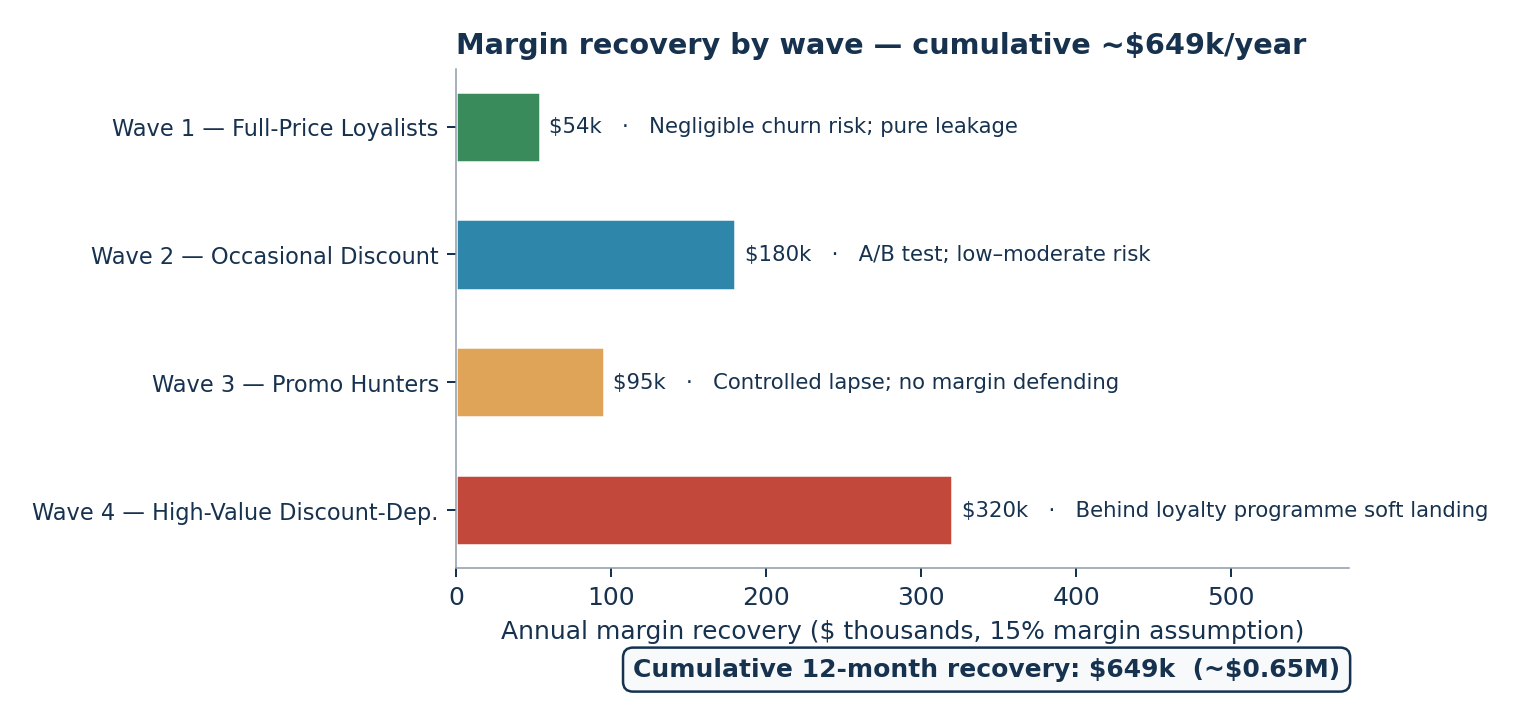 Margin recovery by wave — cumulative ~$649k/year
Wave 1 — Full-Price Loyalists
$54k · Negligible churn risk; pure leakage
Wave 2 — Occasional Discount
$180k · A/B test; low–moderate risk
Wave 3 — Promo Hunters
$95k · Controlled lapse; no margin defending
Wave 4 — High-Value Discount-Dep.
$320k · Behind loyalty programme soft landing
0 100 200 300 400 500
Annual margin recovery ($ thousands, 15% margin assumption)
Cumulative 12-month recovery: $649k (~$0.65M)